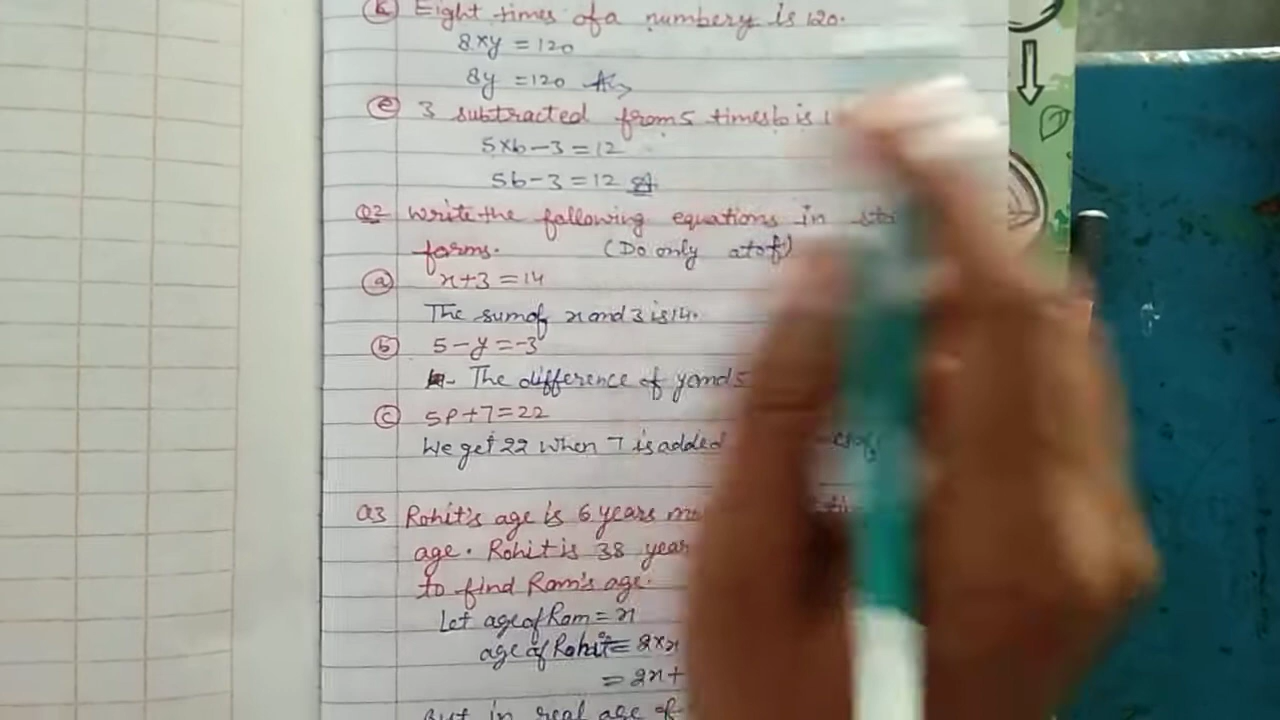 (k) Eight times of a number y is 120.
8×y = 120
8y = 120 Ans
(e) 3 subtracted from 5 times b is
5×b-3 = 12
5b-3 = 12
Q2 Write the following equations in
forms. (Do only a to f)
(a) x+3 = 14
The sum of x and 3 is 14.
(b) 5-y = -3
The difference of y and 5
(c) 5P+7 = 22
We get 22 when 7 is added
Q3 Rohit's age is 6 years
age. Rohit is 38
to find Ram's age.
Let age of Ram = x
age of Rohit = 2×x
= 2x+
But in real age of